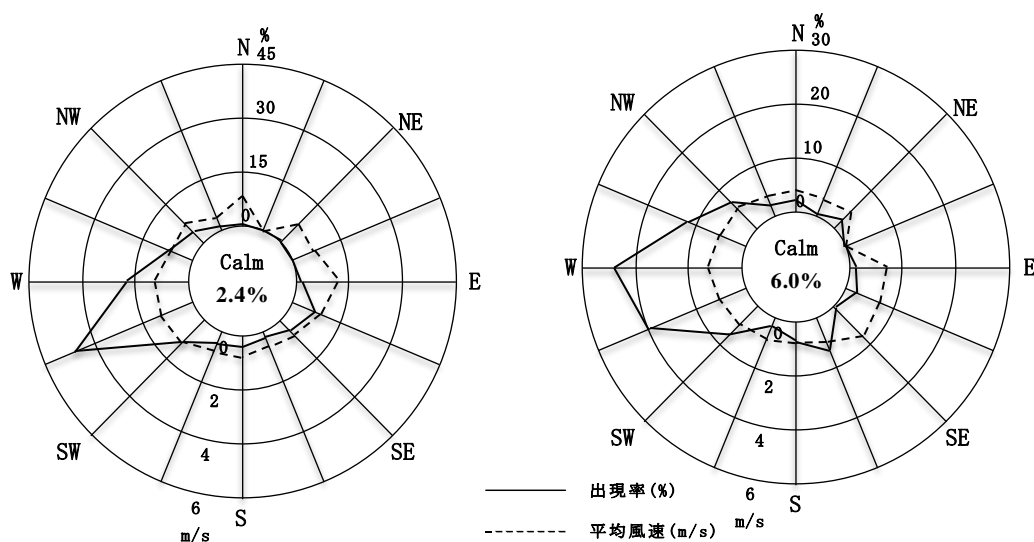 N % 45
30
15
0
NW
NE
W
E
Calm
2.4%
0
2
4
6
m/s
SW
SE
S
N % 30
20
10
0
NW
NE
W
E
Calm
6.0%
0
2
4
6
m/s
SW
SE
S
出現率(%)
平均風速(m/s)